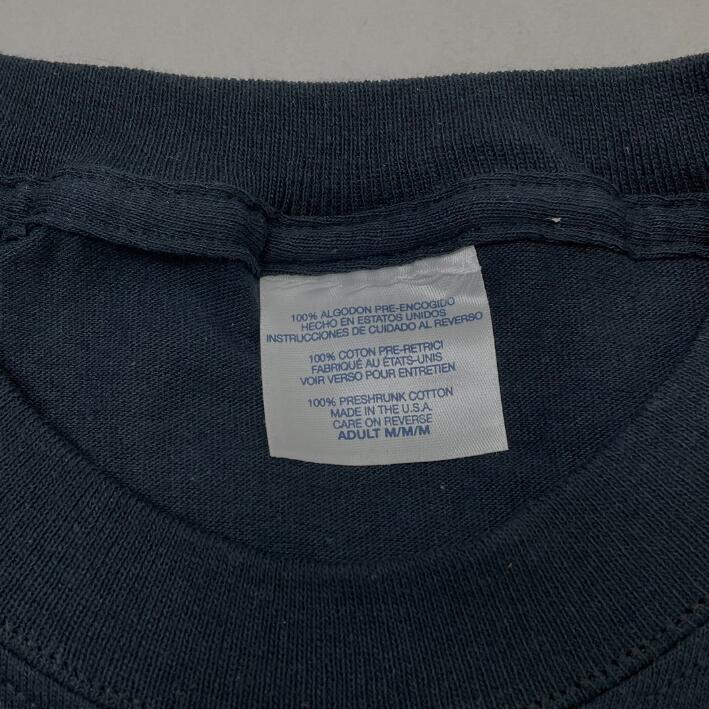 100% ALGODON PRE-ENCOGIDO
HECHO EN ESTATOS UNIDOS
INSTRUCCIONES DE CUIDADO AL REVERSO
100% COTON PRE-RETRICI
FABRIQUÉ AU ÉTATS-UNIS
VOIR VERSO POUR ENTRETIEN
100% PRESHRUNK COTTON
MADE IN THE U.S.A.
CARE ON REVERSE
ADULT M/M/M